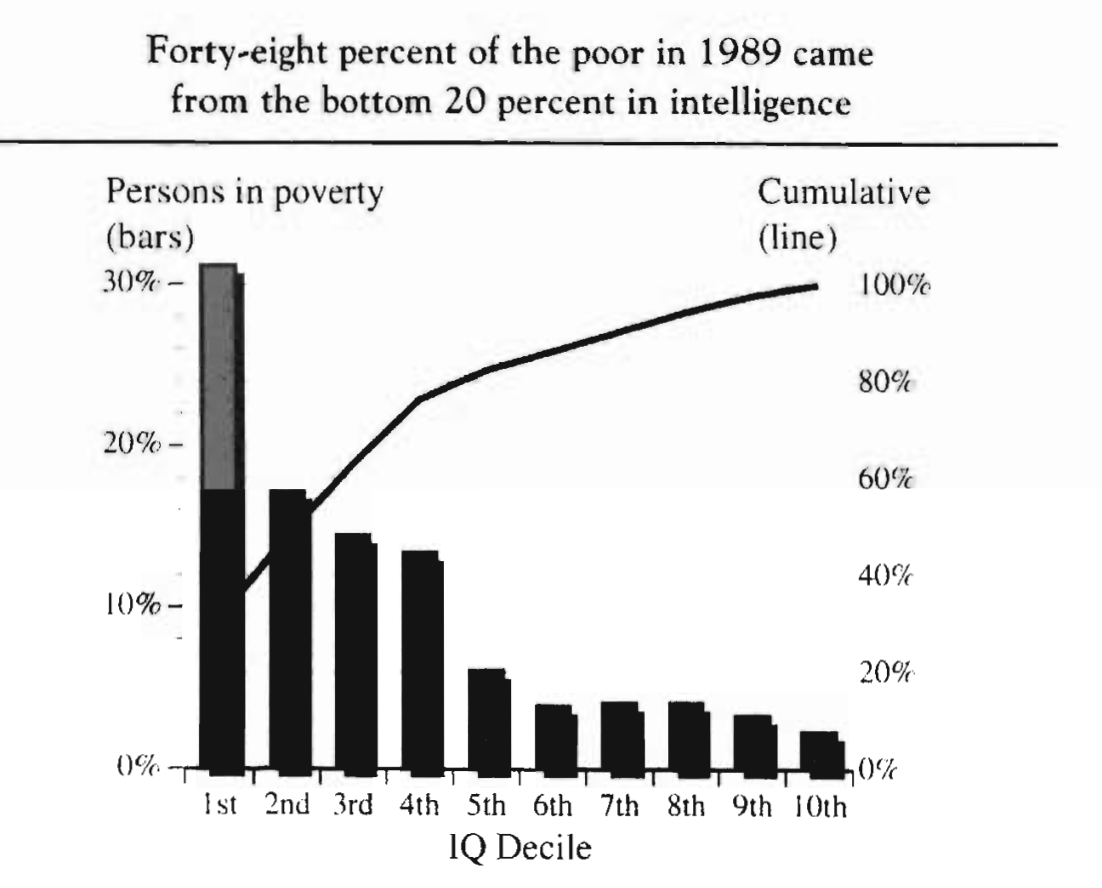 Forty-eight percent of the poor in 1989 came
from the bottom 20 percent in intelligence
Persons in poverty
(bars)
Cumulative
(line)
30%
20%
10%
0%
100%
80%
60%
40%
20%
0%
1st 2nd 3rd 4th 5th 6th 7th 8th 9th 10th
IQ Decile